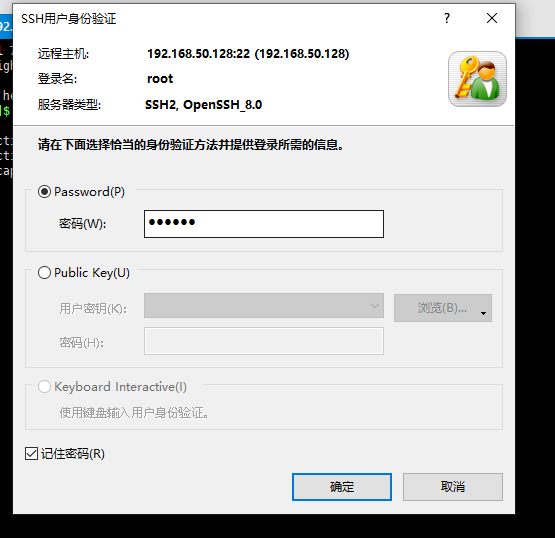 SSH用户身份验证
?
远程主机: 192.168.50.128:22 (192.168.50.128)
登录名: root
服务器类型: SSH2, OpenSSH_8.0
请在下面选择恰当的身份验证方法并提供登录所需的信息。
Password(P)
密码(W): ●●●●●●
Public Key(U)
用户密钥(K): 浏览(B)...
密码(H):
Keyboard Interactive(I)
使用键盘输入用户身份验证。
记住密码(R)
确定 取消